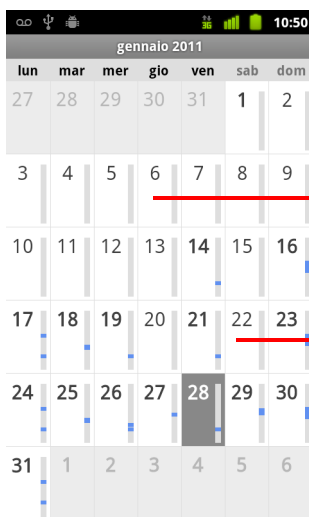 3G 10:50
gennaio 2011
lun mar mer gio ven sab dom
27 28 29 30 31 1 2
3 4 5 6 7 8 9
10 11 12 13 14 15 16
17 18 19 20 21 22 23
24 25 26 27 28 29 30
31 1 2 3 4 5 6